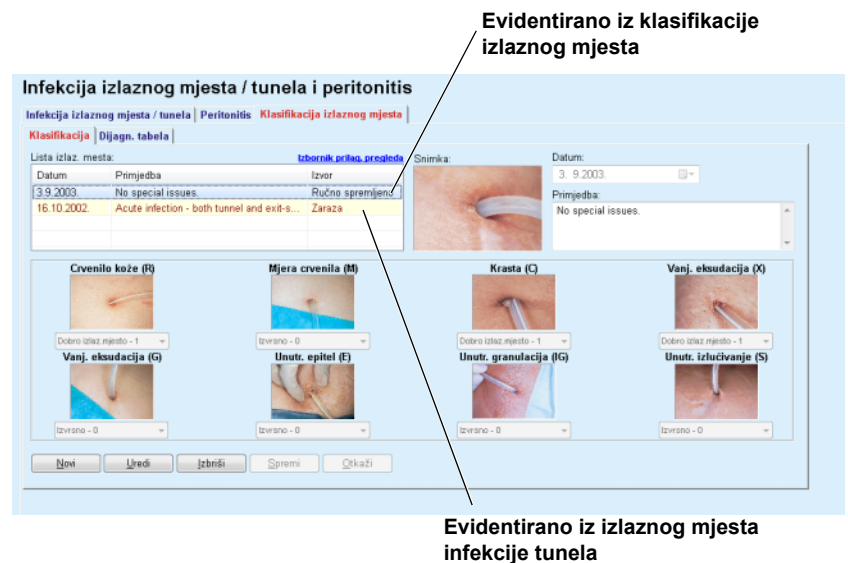 Evidentirano iz klasifikacije
izlaznog mjesta
Infekcija izlaznog mjesta / tunela i peritonitis
Infekcija izlaznog mjesta / tunela Peritonitis Klasifikacija izlaznog mjesta
Klasifikacija Dijagn. tabela
Lista izlaz. mesta: Izbornik prilag. pregleda Snimka: Datum:
Datum Primjedba Izvor 3. 9.2003.
3.9.2003. No special issues. Ručno spremljeno Primjedba:
16.10.2002. Acute infection - both tunnel and exit-s... Zaraza No special issues.
Crvenilo kože (R) Mjera crvenila (M) Krasta (C) Vanj. eksudacija (X)
Dobro izlaz.mjesto - 1 Izvrsno - 0 Dobro izlaz.mjesto - 1 Dobro izlaz.mjesto - 1
Vanj. eksudacija (G) Unutr. epitel (E) Unutr. granulacija (IG) Unutr. izlučivanje (S)
Izvrsno - 0 Izvrsno - 0 Izvrsno - 0 Izvrsno - 0
Novi Uredi Izbriši Spremi Otkaži
Evidentirano iz izlaznog mjesta
infekcije tunela